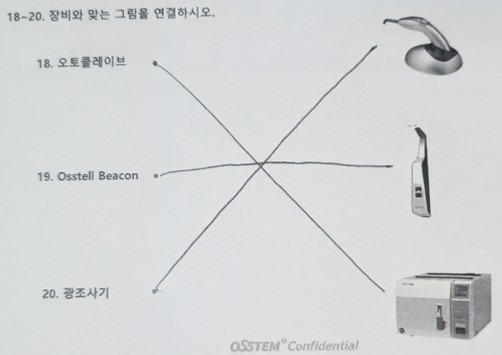 18~20. 장비와 맞는 그림을 연결하시오.
18. 오토클레이브
19. Osstell Beacon
20. 광조사기
OSSTEM® Confidential